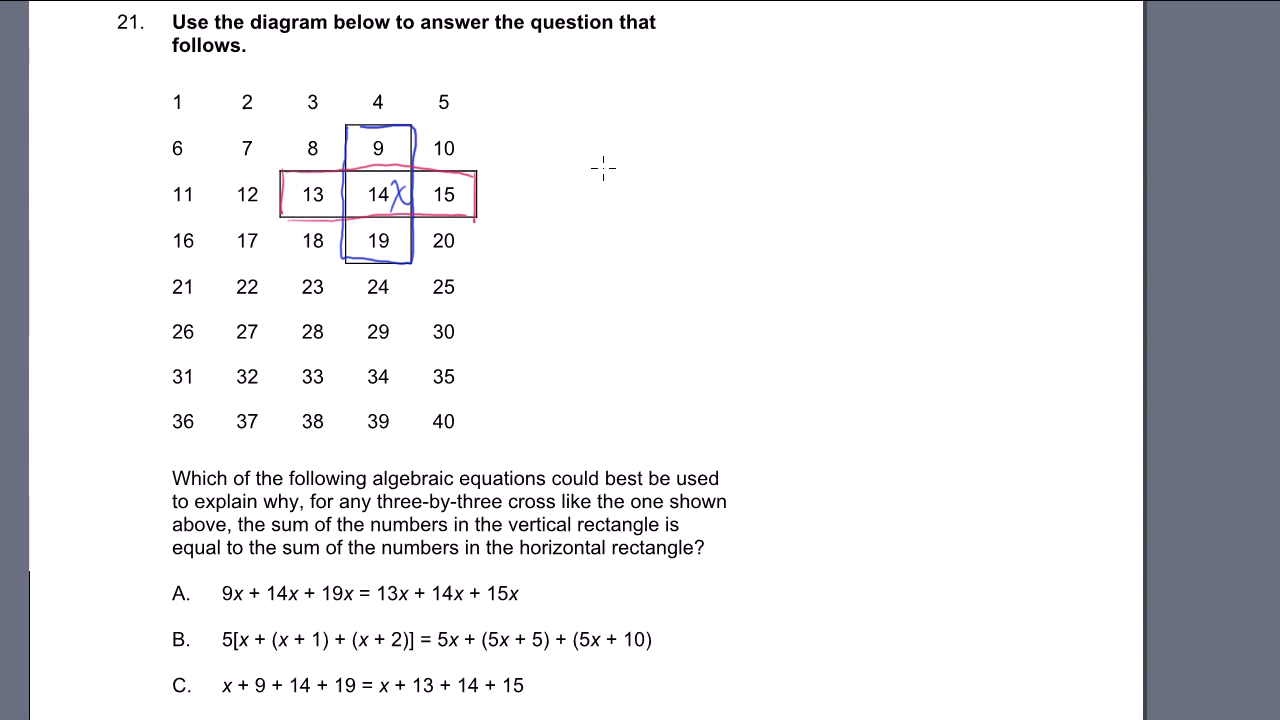 21. Use the diagram below to answer the question that
follows.
1 2 3 4 5
6 7 8 9 10
11 12 13 14 x 15
16 17 18 19 20
21 22 23 24 25
26 27 28 29 30
31 32 33 34 35
36 37 38 39 40
Which of the following algebraic equations could best be used
to explain why, for any three-by-three cross like the one shown
above, the sum of the numbers in the vertical rectangle is
equal to the sum of the numbers in the horizontal rectangle?
A. 9x + 14x + 19x = 13x + 14x + 15x
B. 5[x + (x + 1) + (x + 2)] = 5x + (5x + 5) + (5x + 10)
C. x + 9 + 14 + 19 = x + 13 + 14 + 15